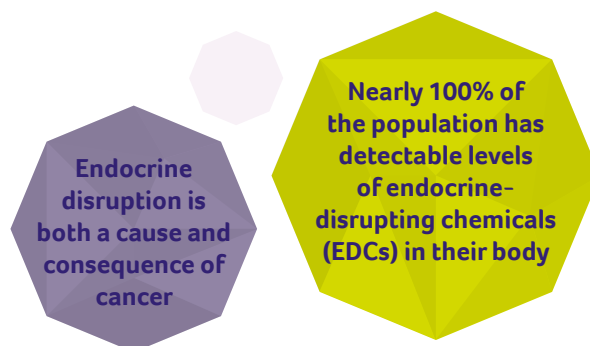 Endocrine
disruption is
both a cause and
consequence of
cancer
Nearly 100% of
the population has
detectable levels
of endocrine-
disrupting chemicals
(EDCs) in their body